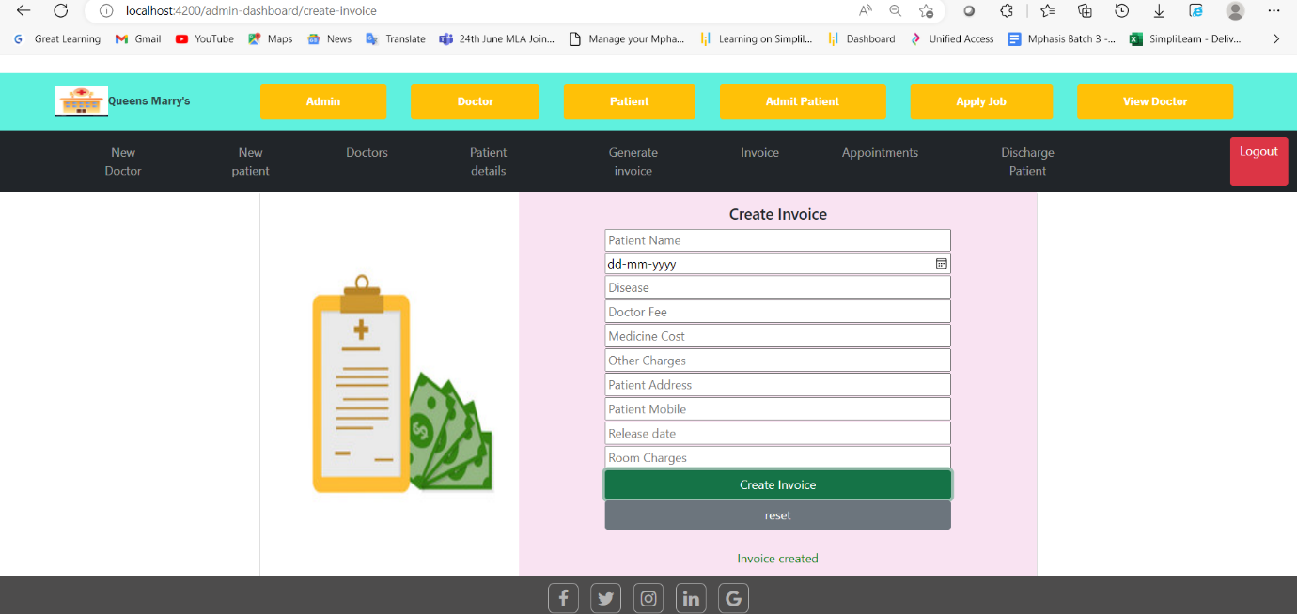 localhost:4200/admin-dashboard/create-invoice
Great Learning Gmail YouTube Maps News Translate 24th June MLA Join... Manage your Mpha... Learning on Simplil... Dashboard Unified Access Mphasis Batch 3 -... SimpliLearn - Deliv...
Queens Marry's Admin Doctor Patient Admit Patient Apply Job View Doctor
New Doctor
New patient
Doctors
Patient details
Generate invoice
Invoice
Appointments
Discharge Patient
Logout
Create Invoice
Patient Name
dd-mm-yyyy
Disease
Doctor Fee
Medicine Cost
Other Charges
Patient Address
Patient Mobile
Release date
Room Charges
Create Invoice
reset
Invoice created